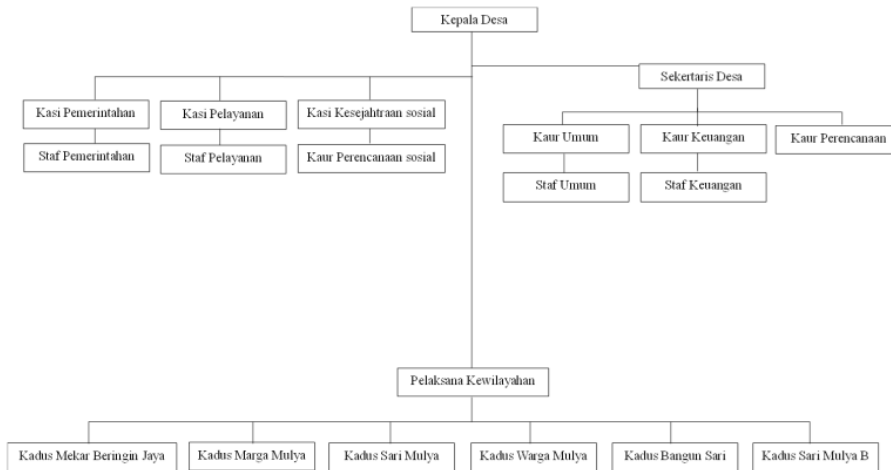 Kepala Desa
Sekertaris Desa
Kasi Pemerintahan
Kasi Pelayanan
Kasi Kesejahtraan sosial
Kaur Umum
Kaur Keuangan
Kaur Perencanaan
Staf Pemerintahan
Staf Pelayanan
Kaur Perencanaan sosial
Staf Umum
Staf Keuangan
Pelaksana Kewilayahan
Kadus Mekar Beringin Jaya
Kadus Marga Mulya
Kadus Sari Mulya
Kadus Warga Mulya
Kadus Bangun Sari
Kadus Sari Mulya B